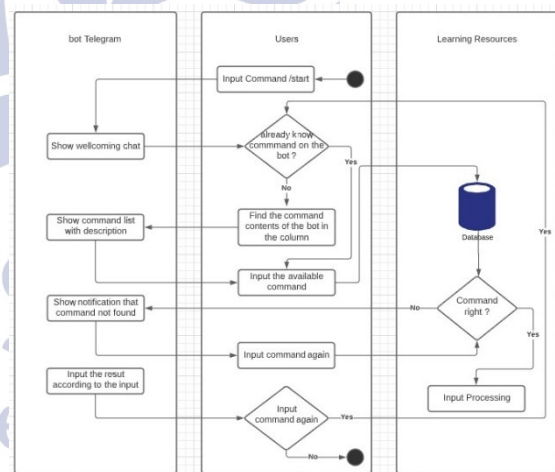 bot Telegram
Users
Learning Resources
Input Command /start
Show wellcoming chat
already know
commmand on the
bot ?
Yes
No
Show command list
with description
Find the command
contents of the bot in
the column
Database
Yes
Input the available
command
Show notification that
command not found
No
Command
right ?
Yes
Input command again
Input the resut
according to the input
Input Processing
Input
command again
Yes
No